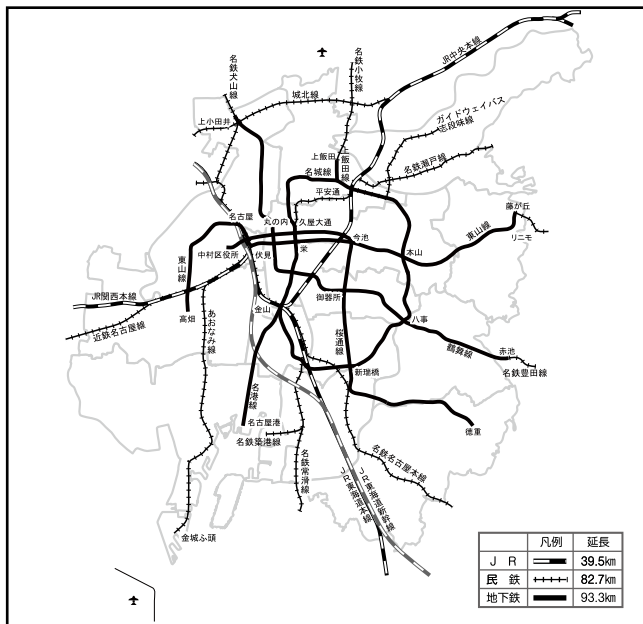 JR中央本線
名鉄小牧線
名鉄犬山線
城北線
ガイドウェイバス
志段味線
上小田井
上飯田
上飯田線
名鉄瀬戸線
名城線
平安通
藤が丘
名古屋
丸の内
久屋大通
東山線
リニモ
今池
中村区役所
伏見
栄
本山
東山線
JR関西本線
御器所
金山
高畑
八事
近鉄名古屋線
あおなみ線
桜通線
鶴舞線
赤池
名鉄豊田線
新瑞橋
名港線
名古屋港
名鉄築港線
徳重
名鉄常滑線
名鉄名古屋本線
JR東海道本線
JR東海道新幹線
金城ふ頭
凡例 延長
JR 39.5km
民鉄 82.7km
地下鉄 93.3km